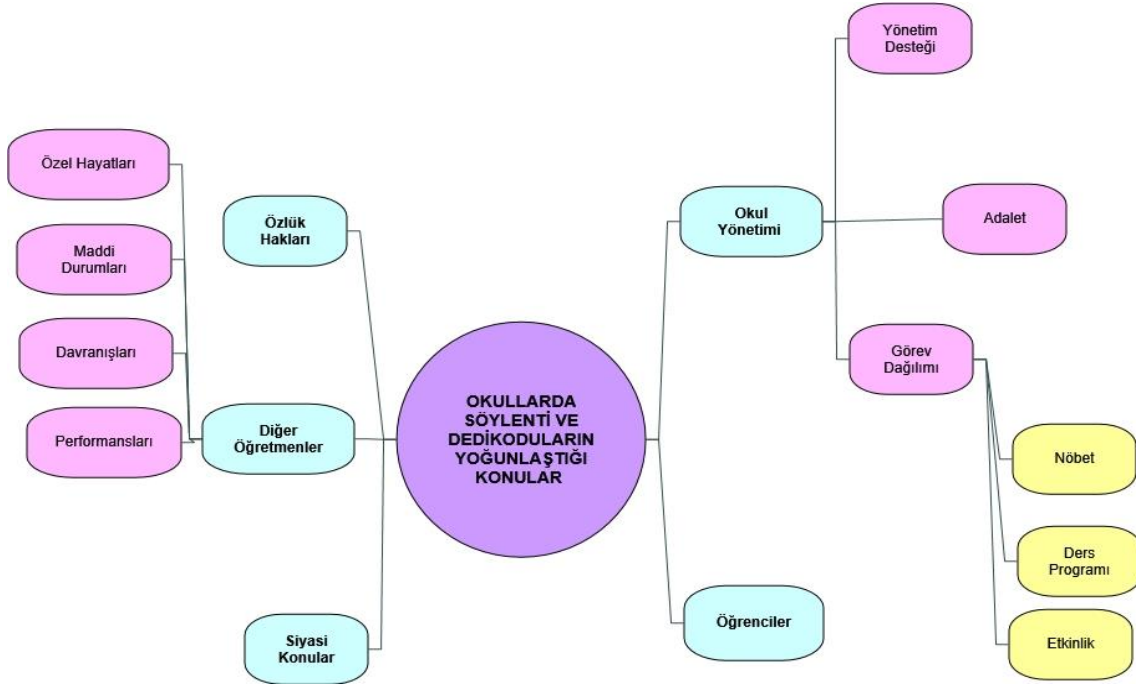 Yönetim
Desteği
Özel Hayatları
Özlük
Hakları
Okul
Yönetimi
Adalet
Maddi
Durumları
Davranışları
Görev
Dağılımı
Performansları
Diğer
Öğretmenler
OKULLARDA
SÖYLENTİ VE
DEDİKODULARIN
YOĞUNLAŞTIĞI
KONULAR
Nöbet
Ders
Programı
Siyasi
Konular
Öğrenciler
Etkinlik